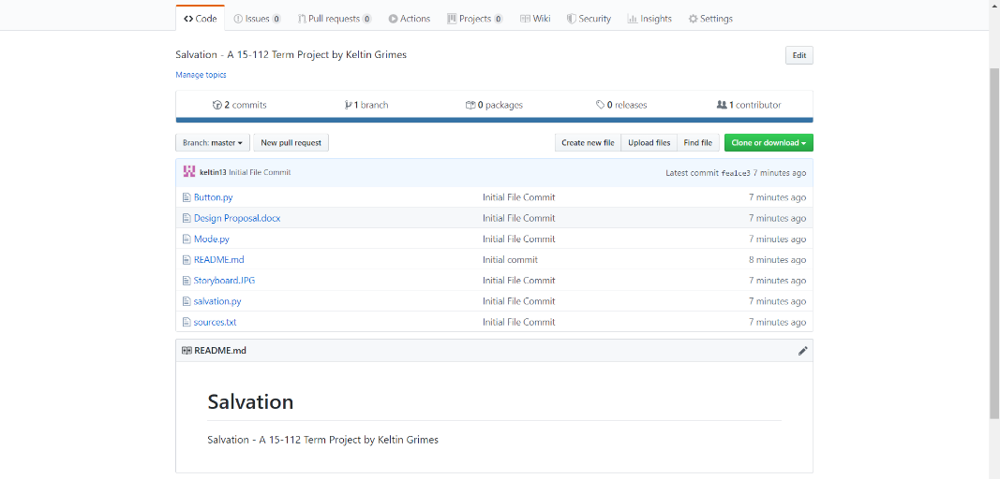 Code Issues 0 Pull requests 0 Actions Projects 0 Wiki Security Insights Settings
Salvation - A 15-112 Term Project by Keltin Grimes Edit
Manage topics
2 commits 1 branch 0 packages 0 releases 1 contributor
Branch: master New pull request Create new file Upload files Find file Clone or download
keltin13 Initial File Commit Latest commit fea1ce3 7 minutes ago
Button.py Initial File Commit 7 minutes ago
Design Proposal.docx Initial File Commit 7 minutes ago
Mode.py Initial File Commit 7 minutes ago
README.md Initial commit 8 minutes ago
Storyboard.JPG Initial File Commit 7 minutes ago
salvation.py Initial File Commit 7 minutes ago
sources.txt Initial File Commit 7 minutes ago
README.md
Salvation
Salvation - A 15-112 Term Project by Keltin Grimes